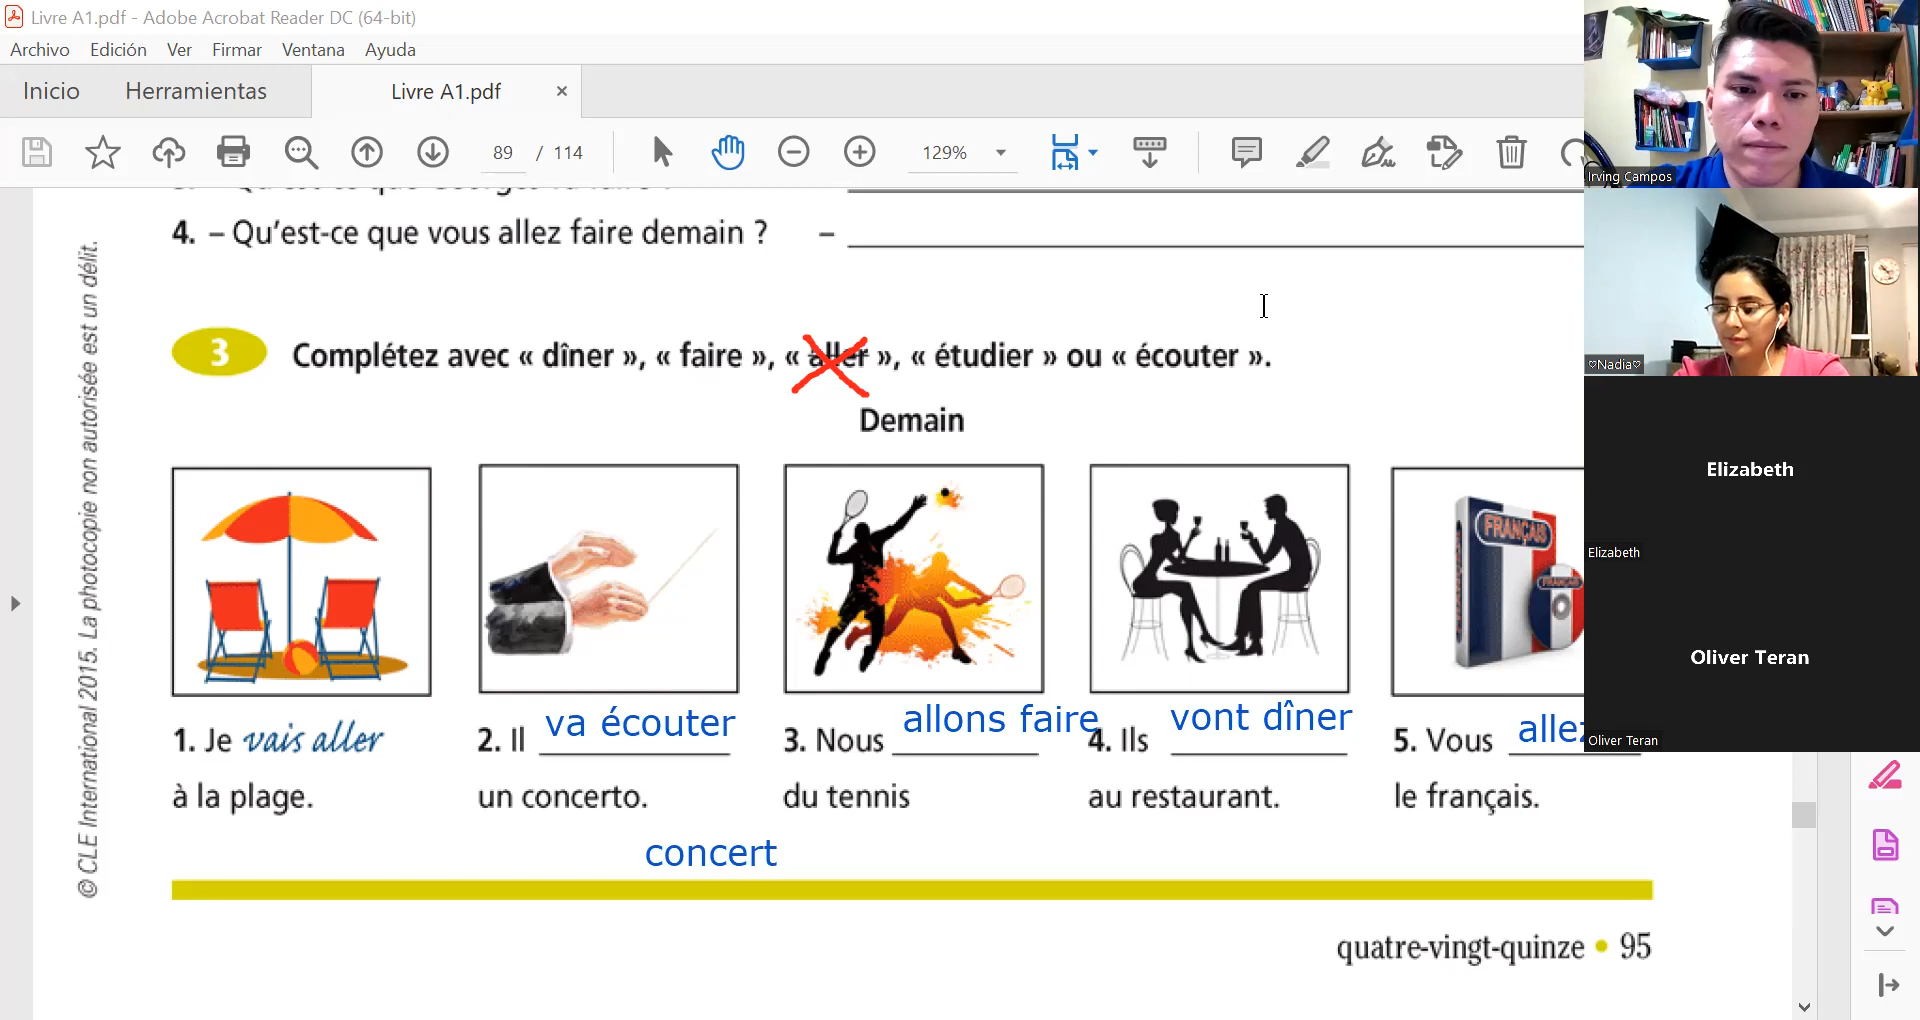 Livre A1.pdf - Adobe Acrobat Reader DC (64-bit)
Archivo Edición Ver Firmar Ventana Ayuda
Inicio Herramientas Livre A1.pdf ×
89 / 114 129%
4. – Qu'est-ce que vous allez faire demain ? –
© CLE International 2015. La photocopie non autorisée est un délit.
3 Complétez avec « dîner », « faire », « aller », « étudier » ou « écouter ».
Demain
FRANÇAIS
FRANÇAIS
1. Je vais aller
à la plage.
2. Il va écouter
un concerto.
concert
3. Nous allons faire
du tennis
4. Ils vont dîner
au restaurant.
5. Vous allez
le français.
quatre-vingt-quinze • 95
Irving Campos
♡Nadia♡
Elizabeth
Elizabeth
Oliver Teran
Oliver Teran